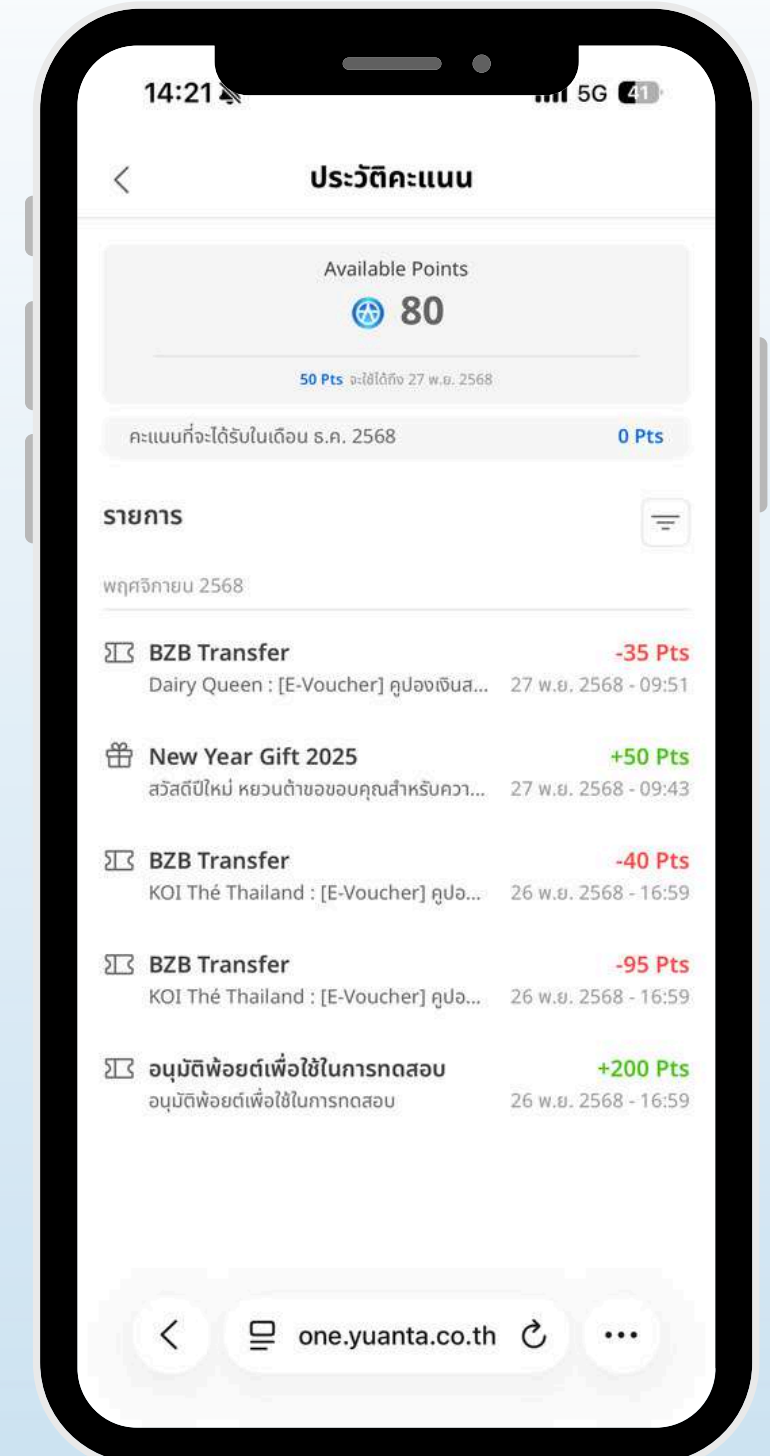 14:21
5G 41
ประวัติคะแนน
Available Points
80
50 Pts จะใช้ได้ถึง 27 พ.ย. 2568
คะแนนที่จะได้รับในเดือน ธ.ค. 2568 0 Pts
รายการ
พฤศจิกายน 2568
BZB Transfer -35 Pts
Dairy Queen : [E-Voucher] คูปองเงินส... 27 พ.ย. 2568 - 09:51
New Year Gift 2025 +50 Pts
สวัสดีปีใหม่ หยวนต้าขอขอบคุณสำหรับควา... 27 พ.ย. 2568 - 09:43
BZB Transfer -40 Pts
KOI Thé Thailand : [E-Voucher] คูปอ... 26 พ.ย. 2568 - 16:59
BZB Transfer -95 Pts
KOI Thé Thailand : [E-Voucher] คูปอ... 26 พ.ย. 2568 - 16:59
อนุมัติพ้อยต์เพื่อใช้ในการทดสอบ +200 Pts
อนุมัติพ้อยต์เพื่อใช้ในการทดสอบ 26 พ.ย. 2568 - 16:59
one.yuanta.co.th